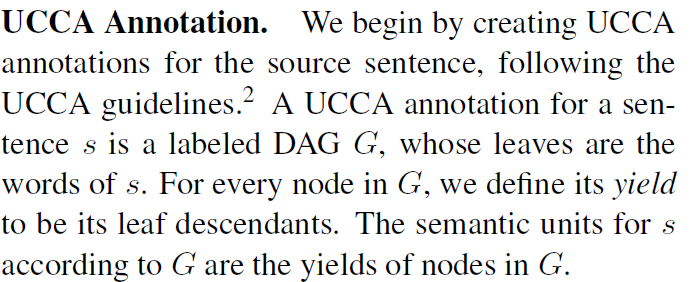 UCCA Annotation. We begin by creating UCCA
annotations for the source sentence, following the
UCCA guidelines.² A UCCA annotation for a sen-
tence s is a labeled DAG G, whose leaves are the
words of s. For every node in G, we define its yield
to be its leaf descendants. The semantic units for s
according to G are the yields of nodes in G.